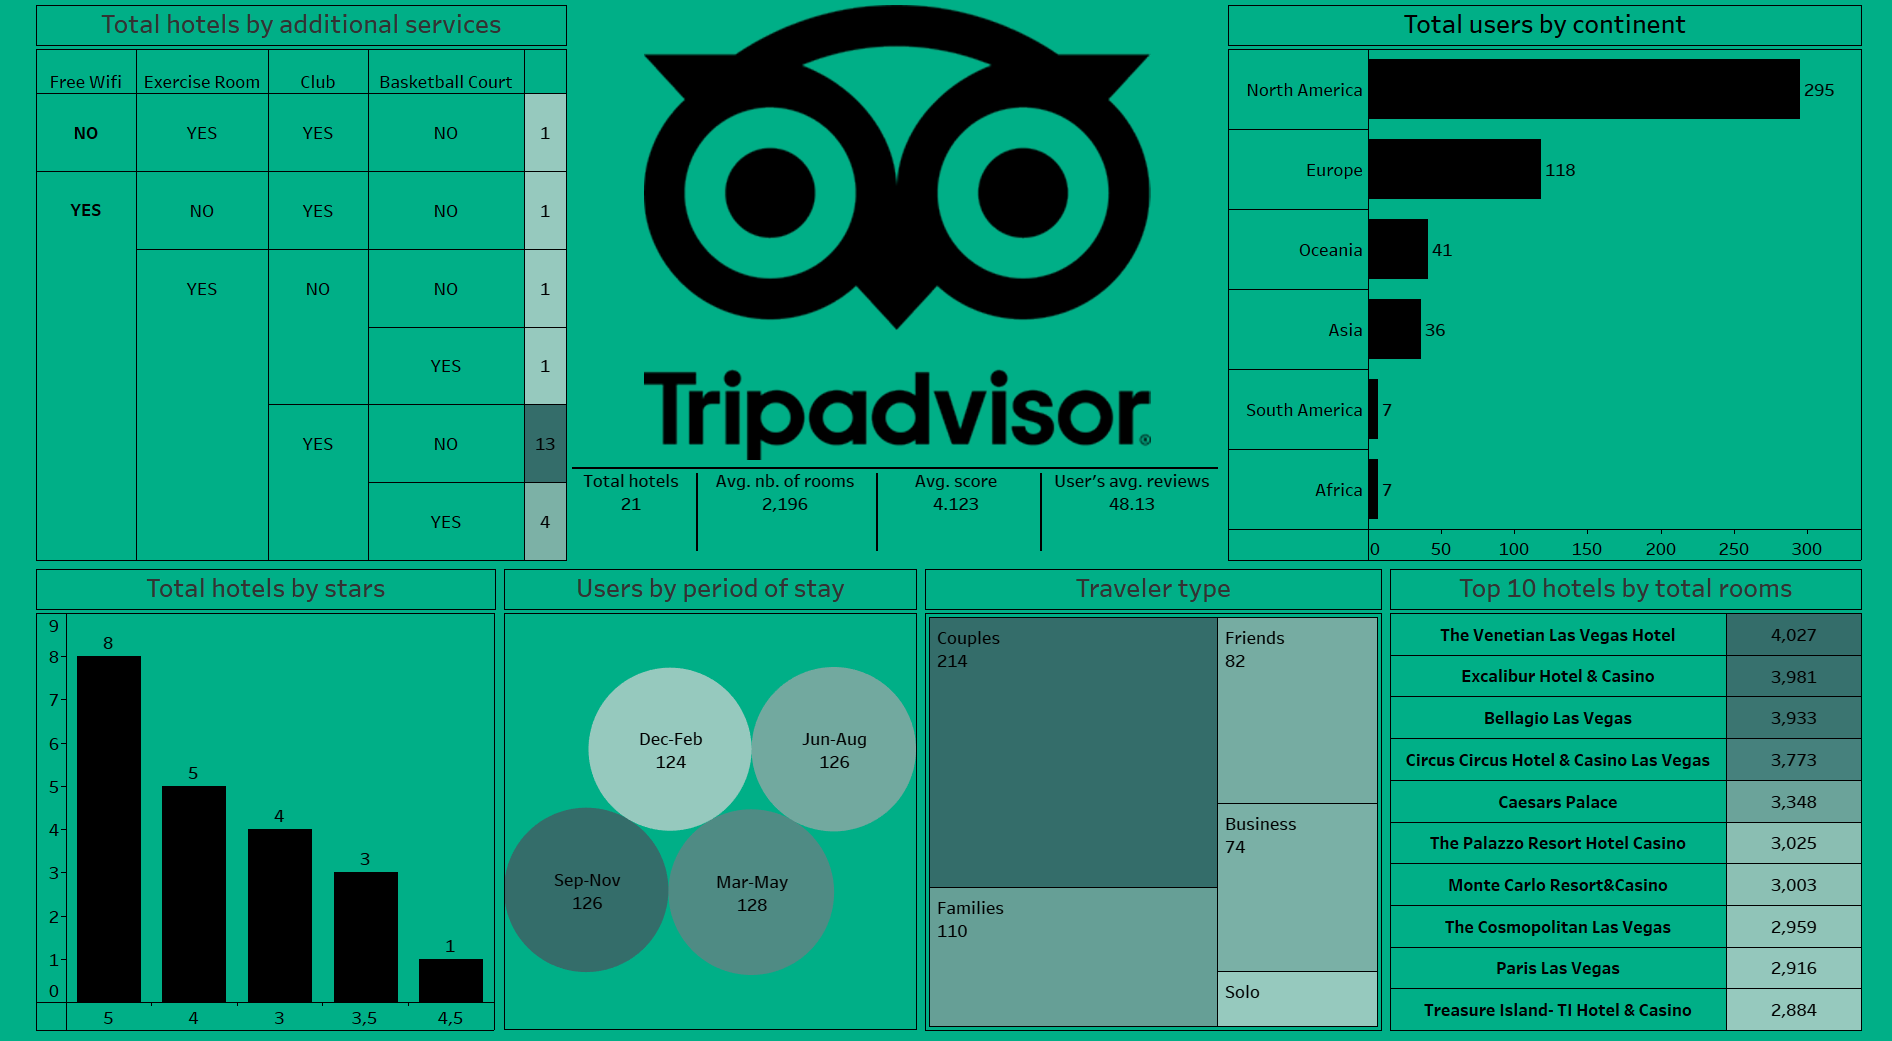 Total hotels by additional services
Free Wifi Exercise Room Club Basketball Court
NO YES YES NO 1
YES NO YES NO 1
YES NO NO 1
YES 1
YES NO 13
YES 4
Tripadvisor®
Total hotels
21
Avg. nb. of rooms
2,196
Avg. score
4.123
User's avg. reviews
48.13
Total users by continent
North America 295
Europe 118
Oceania 41
Asia 36
South America 7
Africa 7
0 50 100 150 200 250 300
Total hotels by stars
9
8
7
6
5
4
3
2
1
0
8
5
4
3
1
5 4 3 3,5 4,5
Users by period of stay
Dec-Feb
124
Jun-Aug
126
Sep-Nov
126
Mar-May
128
Traveler type
Couples
214
Friends
82
Business
74
Families
110
Solo
Top 10 hotels by total rooms
The Venetian Las Vegas Hotel 4,027
Excalibur Hotel & Casino 3,981
Bellagio Las Vegas 3,933
Circus Circus Hotel & Casino Las Vegas 3,773
Caesars Palace 3,348
The Palazzo Resort Hotel Casino 3,025
Monte Carlo Resort&Casino 3,003
The Cosmopolitan Las Vegas 2,959
Paris Las Vegas 2,916
Treasure Island- TI Hotel & Casino 2,884